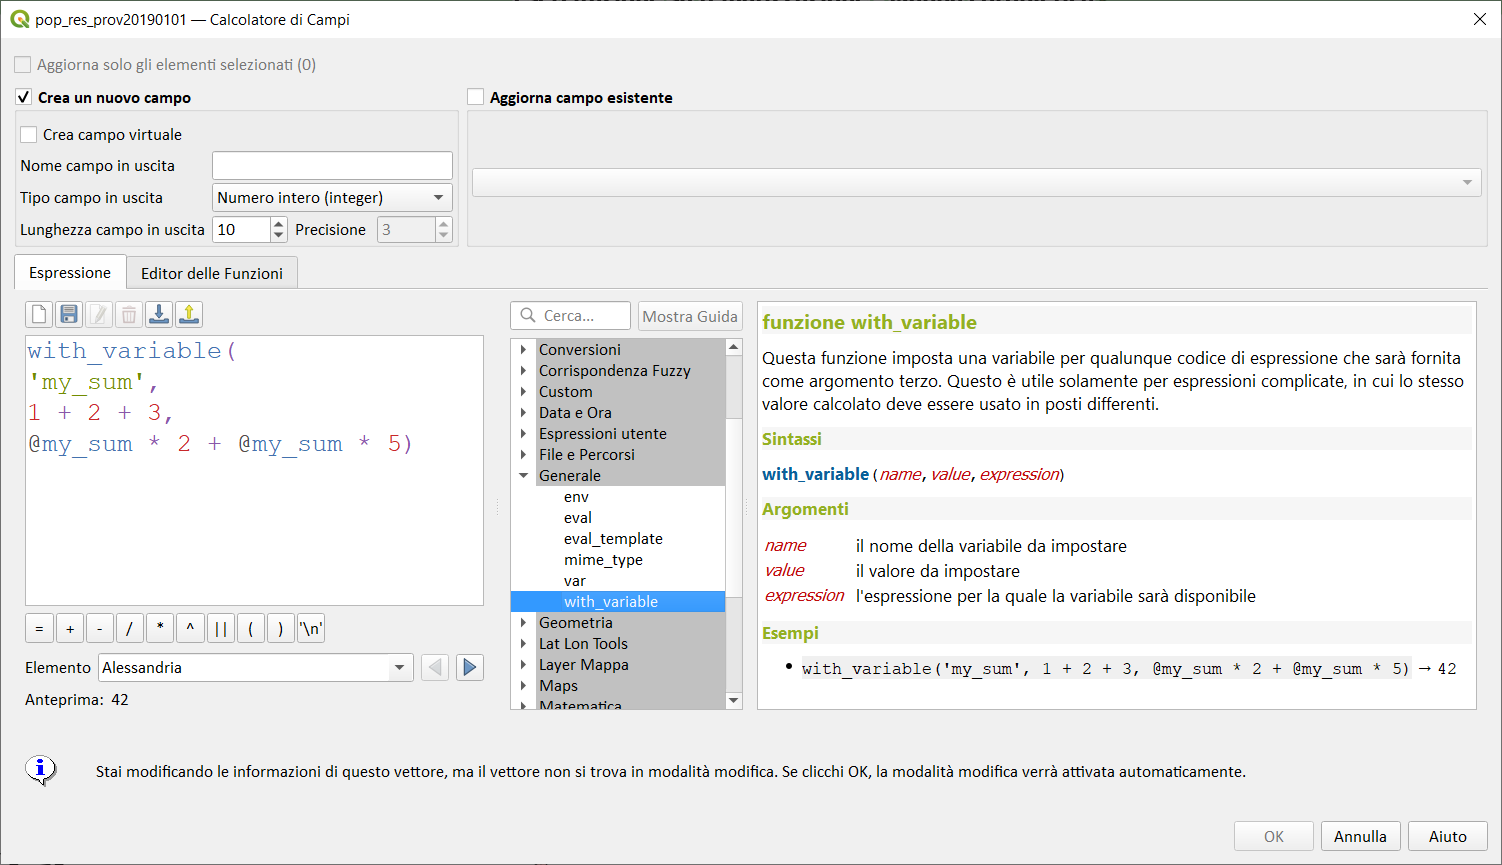 pop_res_prov20190101 — Calcolatore di Campi
Aggiorna solo gli elementi selezionati (0)
Crea un nuovo campo
Aggiorna campo esistente
Crea campo virtuale
Nome campo in uscita
Tipo campo in uscita Numero intero (integer)
Lunghezza campo in uscita 10 Precisione 3
Espressione Editor delle Funzioni
with_variable(
'my_sum',
1 + 2 + 3,
@my_sum * 2 + @my_sum * 5)
= + - / * ^ || ( ) '\n'
Elemento Alessandria
Anteprima: 42
Cerca... Mostra Guida
Conversioni
Corrispondenza Fuzzy
Custom
Data e Ora
Espressioni utente
File e Percorsi
Generale
env
eval
eval_template
mime_type
var
with_variable
Geometria
Lat Lon Tools
Layer Mappa
Maps
Matematica
funzione with_variable
Questa funzione imposta una variabile per qualunque codice di espressione che sarà fornita
come argomento terzo. Questo è utile solamente per espressioni complicate, in cui lo stesso
valore calcolato deve essere usato in posti differenti.
Sintassi
with_variable(name, value, expression)
Argomenti
name il nome della variabile da impostare
value il valore da impostare
expression l'espressione per la quale la variabile sarà disponibile
Esempi
• with_variable('my_sum', 1 + 2 + 3, @my_sum * 2 + @my_sum * 5) → 42
Stai modificando le informazioni di questo vettore, ma il vettore non si trova in modalità modifica. Se clicchi OK, la modalità modifica verrà attivata automaticamente.
OK Annulla Aiuto